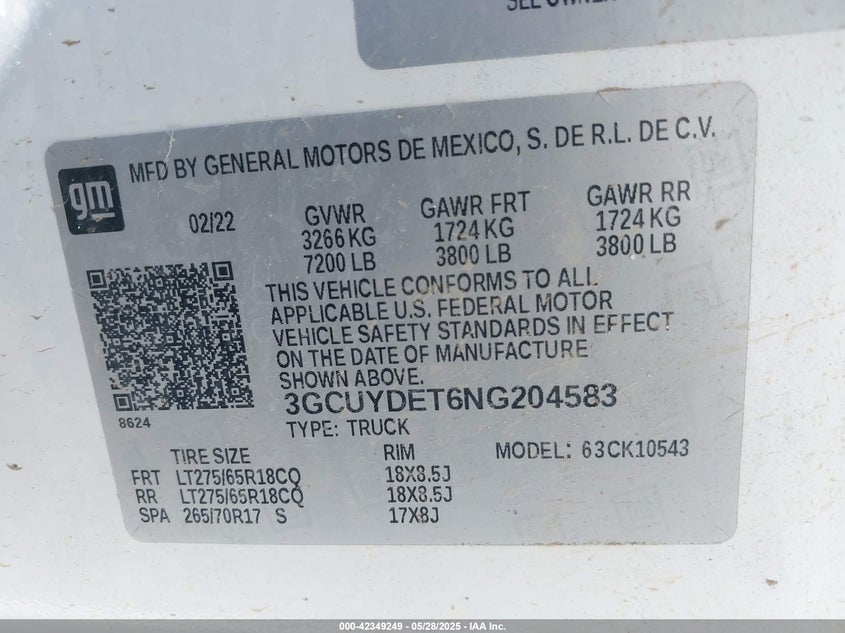 SEE OWNER
MFD BY GENERAL MOTORS DE MEXICO, S. DE R.L. DE C.V.
gm
02/22
GVWR
3266 KG
7200 LB
GAWR FRT
1724 KG
3800 LB
GAWR RR
1724 KG
3800 LB
THIS VEHICLE CONFORMS TO ALL
APPLICABLE U.S. FEDERAL MOTOR
VEHICLE SAFETY STANDARDS IN EFFECT
ON THE DATE OF MANUFACTURE
SHOWN ABOVE.
3GCUYDET6NG204583
8624
TYPE: TRUCK
TIRE SIZE RIM MODEL: 63CK10543
FRT LT275/65R18CQ 18X8.5J
RR LT275/65R18CQ 18X8.5J
SPA 265/70R17 S 17X8J
000-42349249 - 05/28/2025 - IAA Inc.